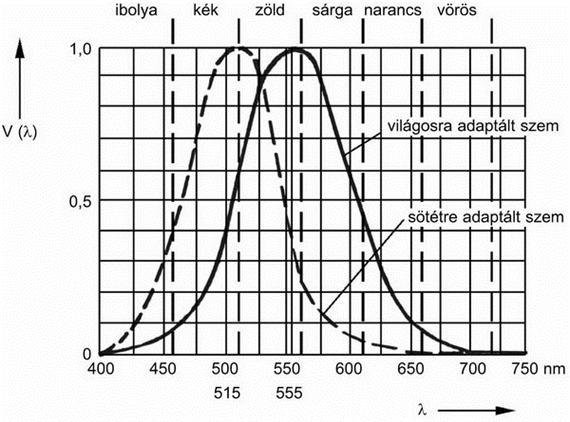 ibolya kék zöld sárga narancs vörös
1,0
V (λ)
világosra adaptált szem
0,5
sötétre adaptált szem
0
400 450 500 550 600 650 700 750 nm
515 555
λ